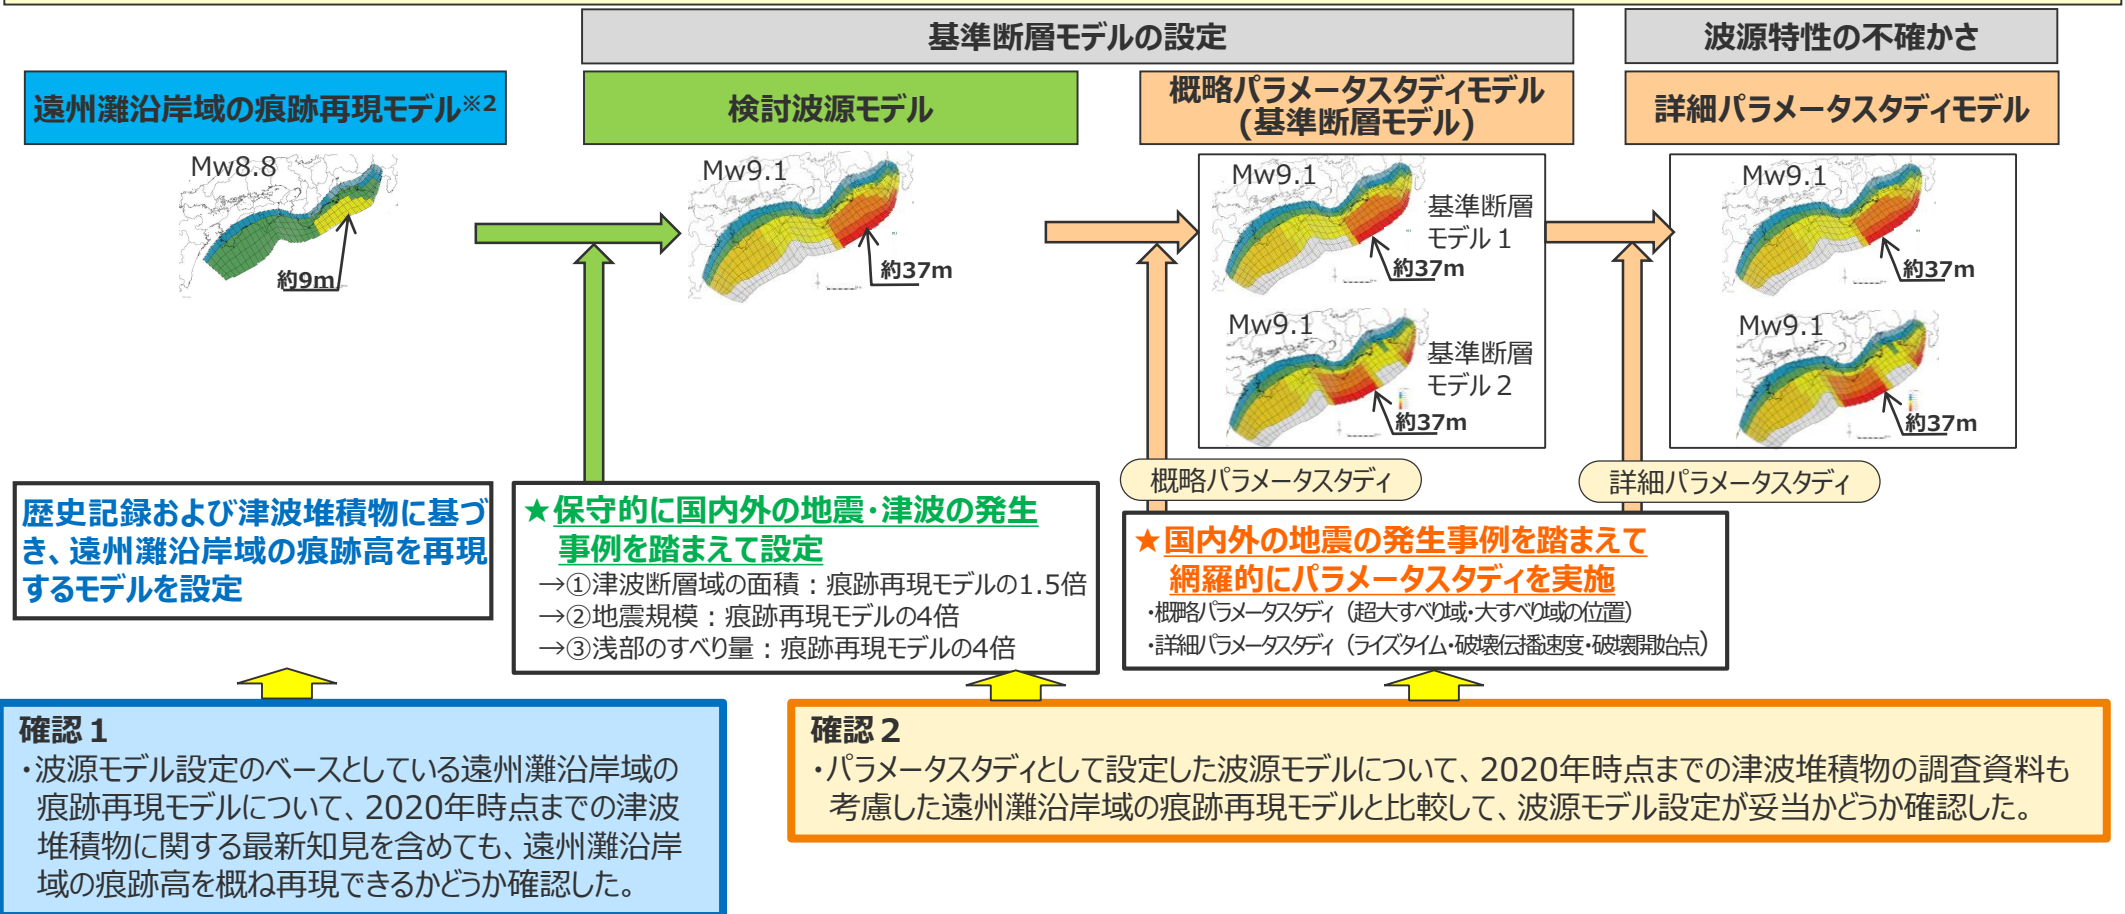 基準断層モデルの設定
波源特性の不確かさ
遠州灘沿岸域の痕跡再現モデル※2
検討波源モデル
概略パラメータスタディモデル
(基準断層モデル)
詳細パラメータスタディモデル
Mw8.8
約9m
Mw9.1
約37m
Mw9.1
基準断層
モデル1
約37m
Mw9.1
基準断層
モデル2
約37m
Mw9.1
約37m
Mw9.1
約37m
概略パラメータスタディ
詳細パラメータスタディ
歴史記録および津波堆積物に基づ
き、遠州灘沿岸域の痕跡高を再現
するモデルを設定
★保守的に国内外の地震・津波の発生
事例を踏まえて設定
→①津波断層域の面積：痕跡再現モデルの1.5倍
→②地震規模：痕跡再現モデルの4倍
→③浅部のすべり量：痕跡再現モデルの4倍
★国内外の地震の発生事例を踏まえて
網羅的にパラメータスタディを実施
・概略パラメータスタディ（超大すべり域・大すべり域の位置）
・詳細パラメータスタディ（ライズタイム・破壊伝播速度・破壊開始点）
確認1
・波源モデル設定のベースとしている遠州灘沿岸域の
痕跡再現モデルについて、2020年時点までの津波
堆積物に関する最新知見を含めても、遠州灘沿岸
域の痕跡高を概ね再現できるかどうか確認した。
確認2
・パラメータスタディとして設定した波源モデルについて、2020年時点までの津波堆積物の調査資料も
考慮した遠州灘沿岸域の痕跡再現モデルと比較して、波源モデル設定が妥当かどうか確認した。